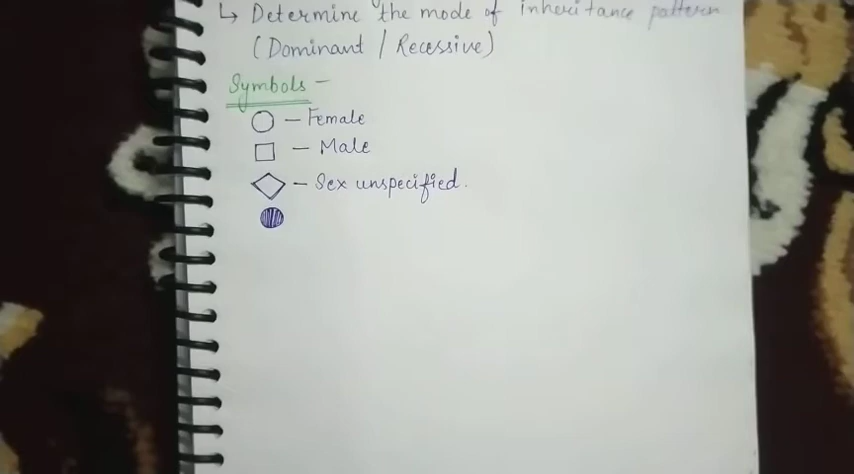 ↳ Determine the mode of inheritance pattern
(Dominant / Recessive)
Symbols -
○ - Female
□ - Male
◇ - Sex unspecified.